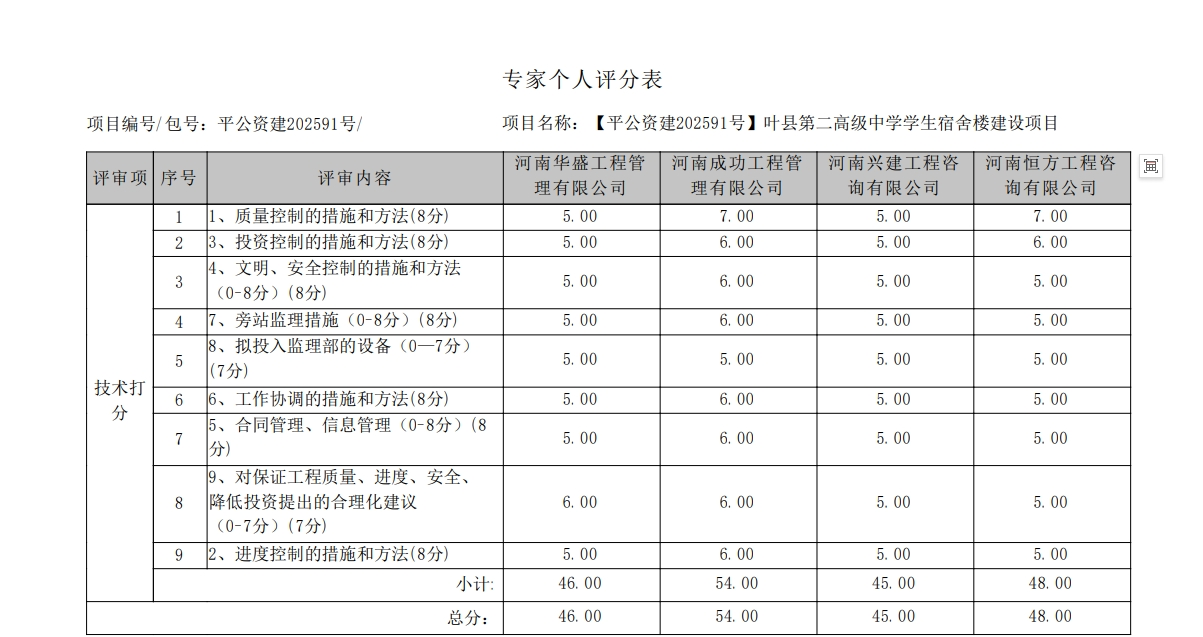 专家个人评分表
项目编号/包号：平公资建202591号/ 项目名称：【平公资建202591号】叶县第二高级中学学生宿舍楼建设项目
评审项 序号 评审内容 河南华盛工程管理有限公司 河南成功工程管理有限公司 河南兴建工程咨询有限公司 河南恒方工程咨询有限公司
技术打分
1 1、质量控制的措施和方法(8分) 5.00 7.00 5.00 7.00
2 3、投资控制的措施和方法(8分) 5.00 6.00 5.00 6.00
3 4、文明、安全控制的措施和方法（0-8分）(8分) 5.00 6.00 5.00 5.00
4 7、旁站监理措施（0-8分）(8分) 5.00 6.00 5.00 5.00
5 8、拟投入监理部的设备（0—7分）(7分) 5.00 5.00 5.00 5.00
6 6、工作协调的措施和方法(8分) 5.00 6.00 5.00 5.00
7 5、合同管理、信息管理（0-8分）(8分) 5.00 6.00 5.00 5.00
8 9、对保证工程质量、进度、安全、降低投资提出的合理化建议（0-7分）(7分) 6.00 6.00 5.00 5.00
9 2、进度控制的措施和方法(8分) 5.00 6.00 5.00 5.00
小计: 46.00 54.00 45.00 48.00
总分： 46.00 54.00 45.00 48.00